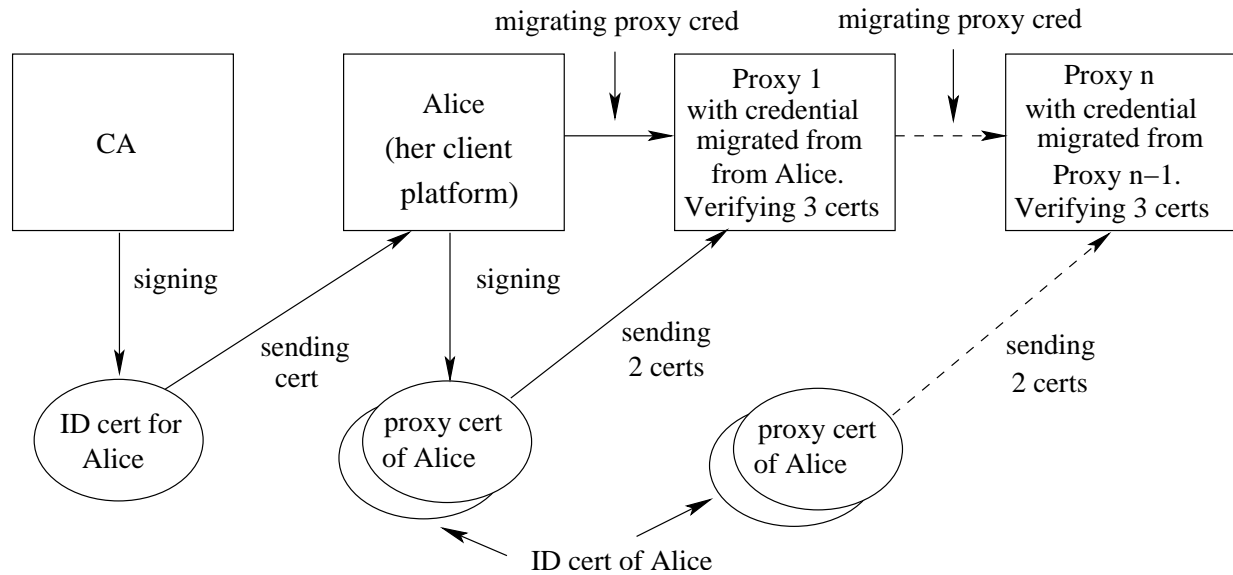 migrating proxy cred
migrating proxy cred
CA
Alice
(her client
platform)
Proxy 1
with credential
migrated from
from Alice.
Verifying 3 certs
Proxy n
with credential
migrated from
Proxy n−1.
Verifying 3 certs
signing
sending
cert
signing
sending
2 certs
sending
2 certs
ID cert for
Alice
proxy cert
of Alice
proxy cert
of Alice
ID cert of Alice